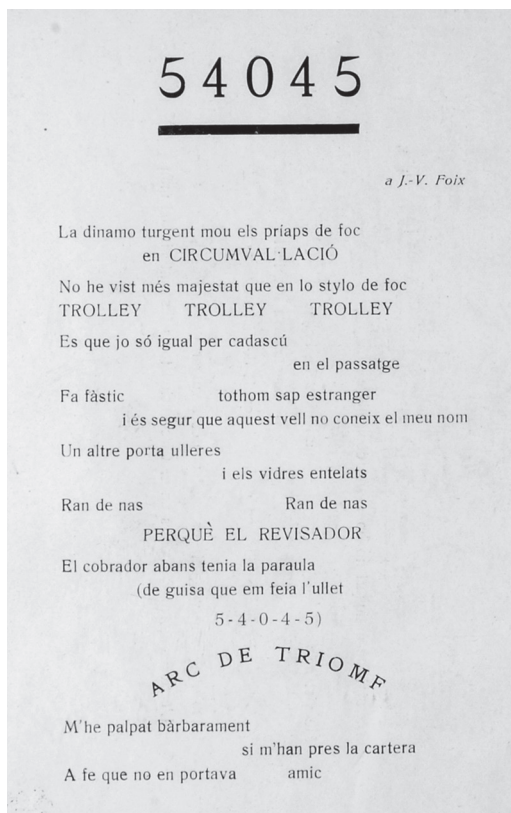 54045
a J.-V. Foix
La dinamo turgent mou els príaps de foc
en CIRCUMVAL·LACIÓ
No he vist més majestat que en lo stylo de foc
TROLLEY TROLLEY TROLLEY
Es que jo só igual per cadascú
en el passatge
Fa fàstic tothom sap estranger
i és segur que aquest vell no coneix el meu nom
Un altre porta ulleres
i els vidres entelats
Ran de nas Ran de nas
PERQUÈ EL REVISADOR
El cobrador abans tenia la paraula
(de guisa que em feia l'ullet
5-4-0-4-5)
ARC DE TRIOMF
M'he palpat bàrbarament
si m'han pres la cartera
A fe que no en portava amic